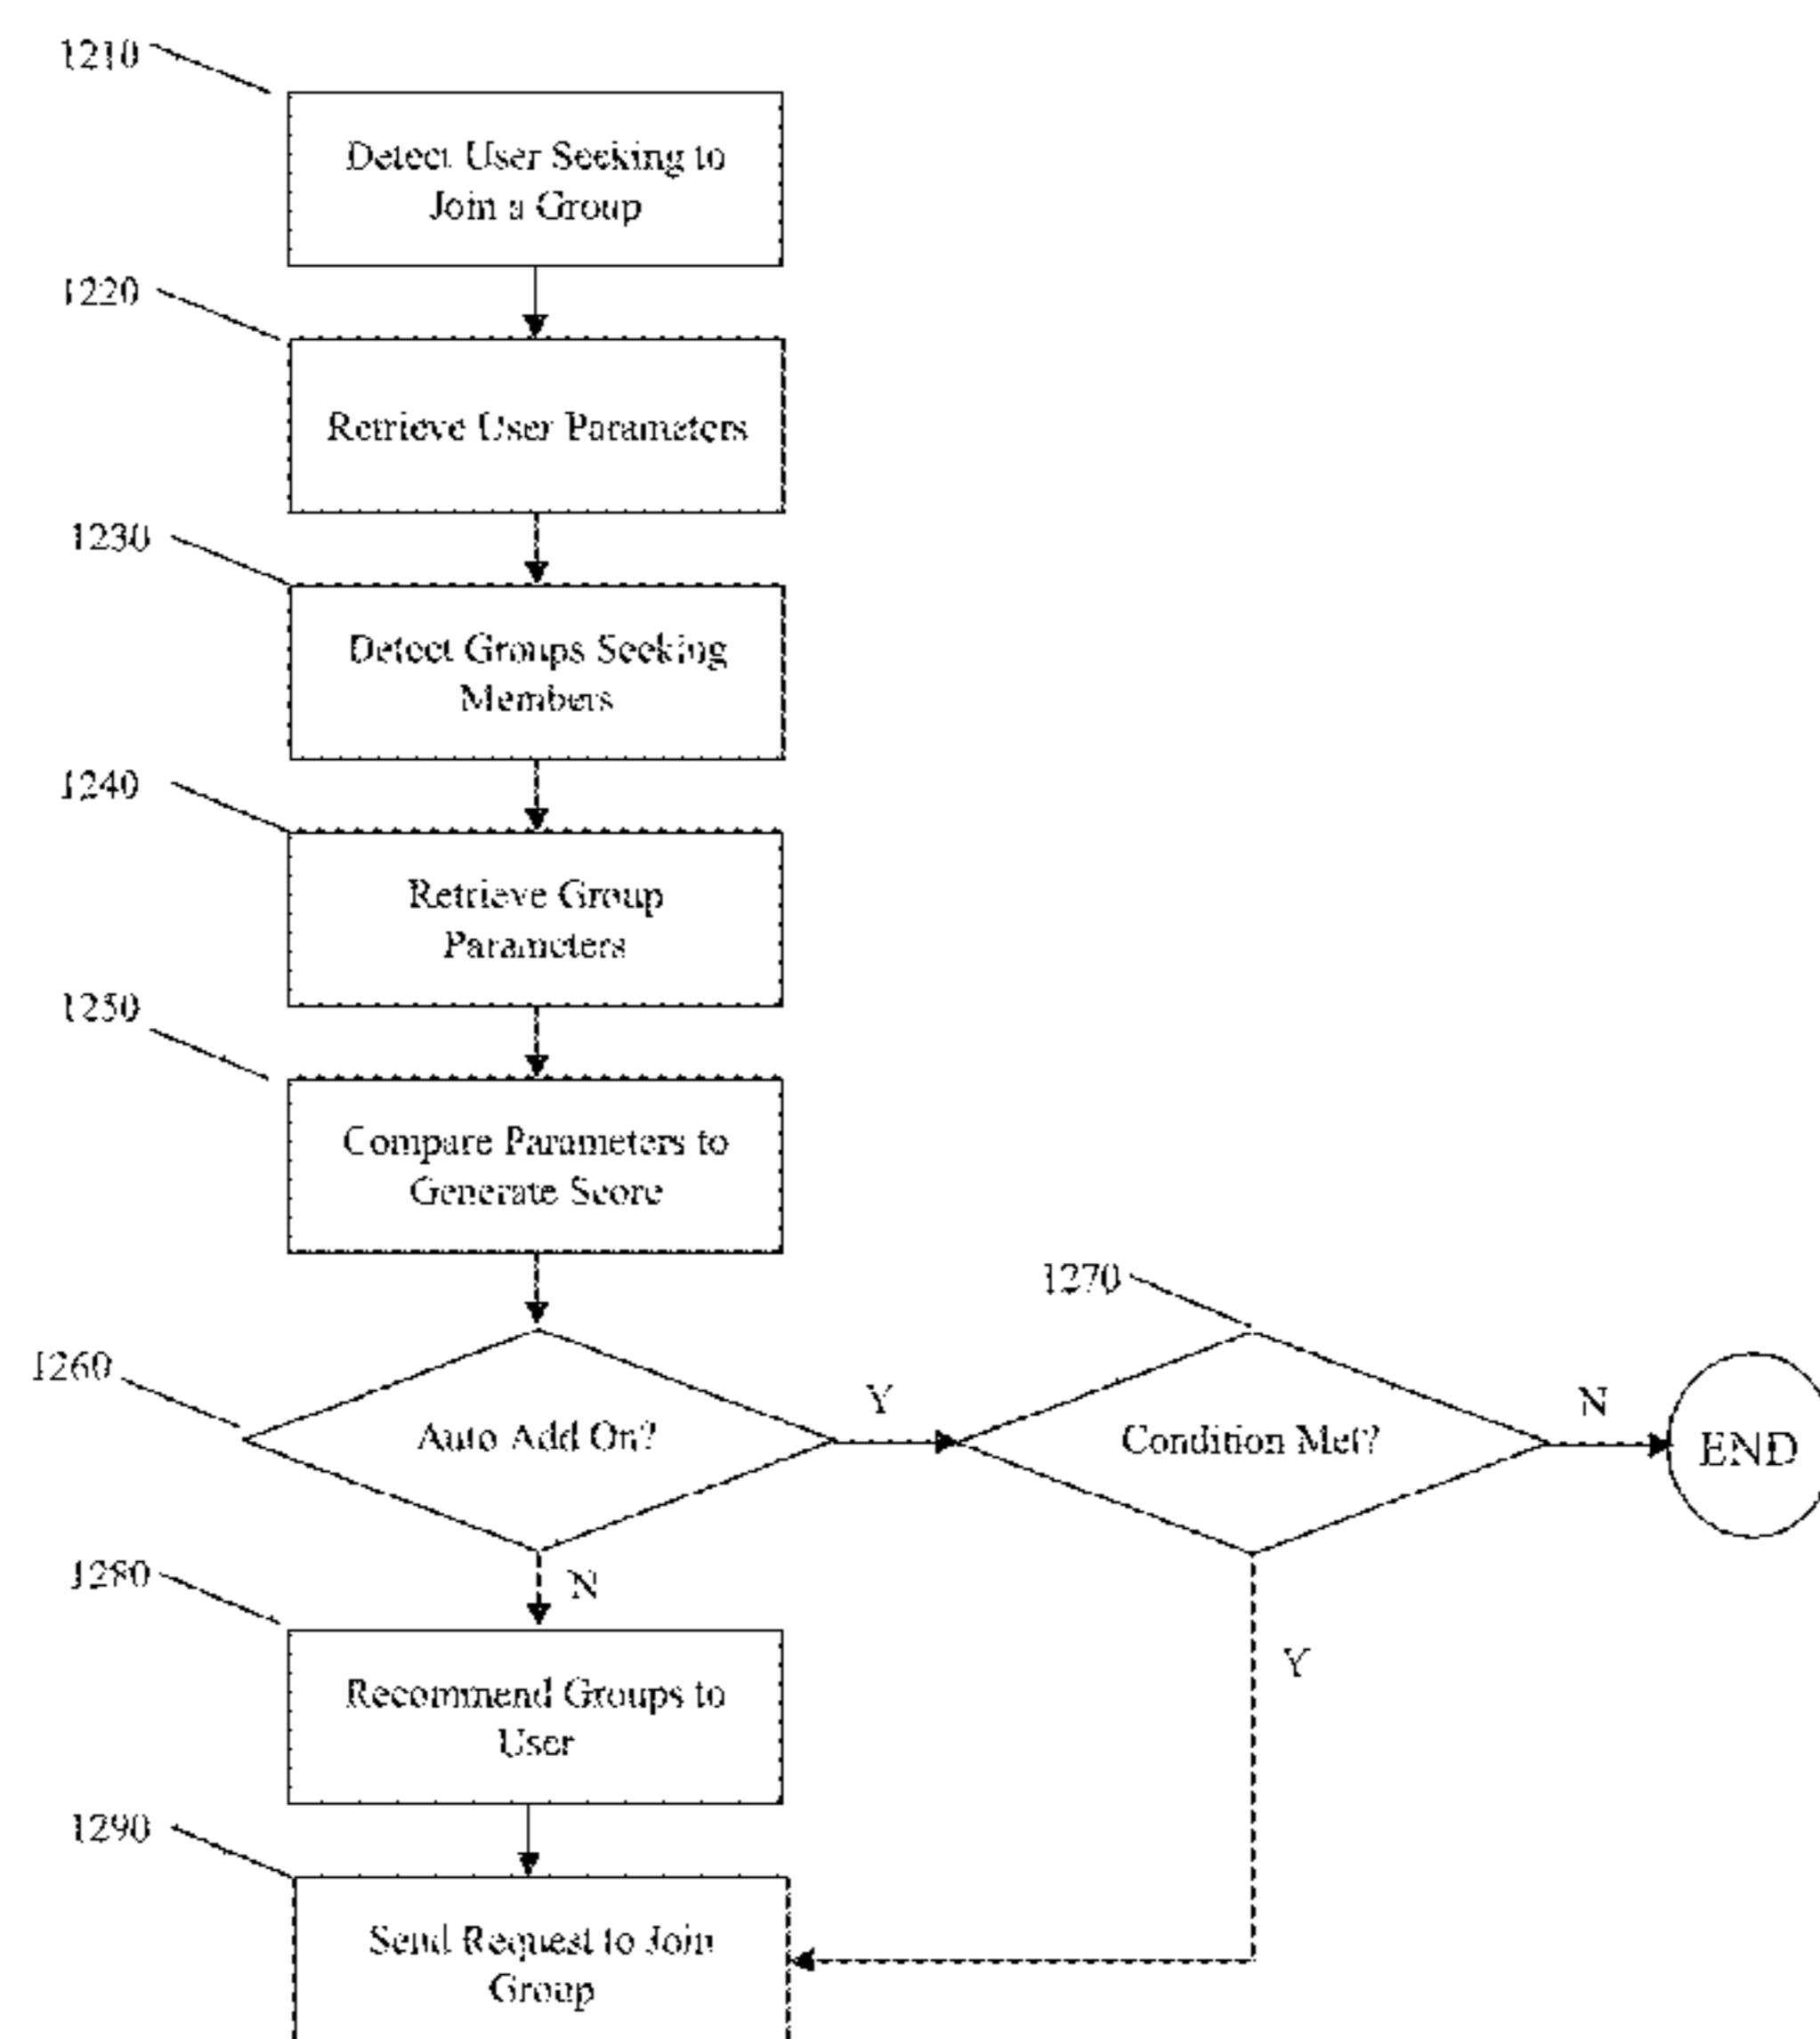 1210
Detect User Seeking to
Join a Group
1220
Retrieve User Parameters
1230
Detect Groups Seeking
Members
1240
Retrieve Group
Parameters
1250
Compare Parameters to
Generate Score
1260
Auto Add On?
Y
1270
Condition Met?
N
END
N
Y
1280
Recommend Groups to
User
1290
Send Request to Join
Group